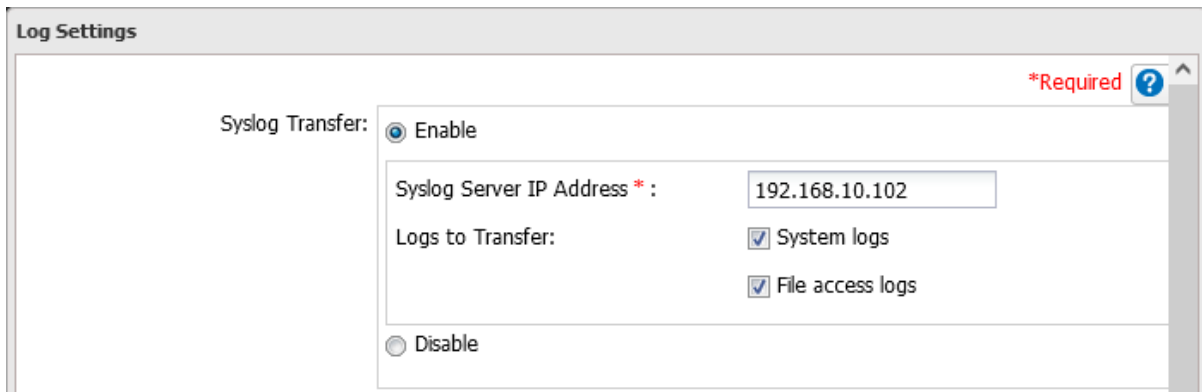 Log Settings
*Required ?
Syslog Transfer: Enable
Syslog Server IP Address * : 192.168.10.102
Logs to Transfer: System logs
File access logs
Disable